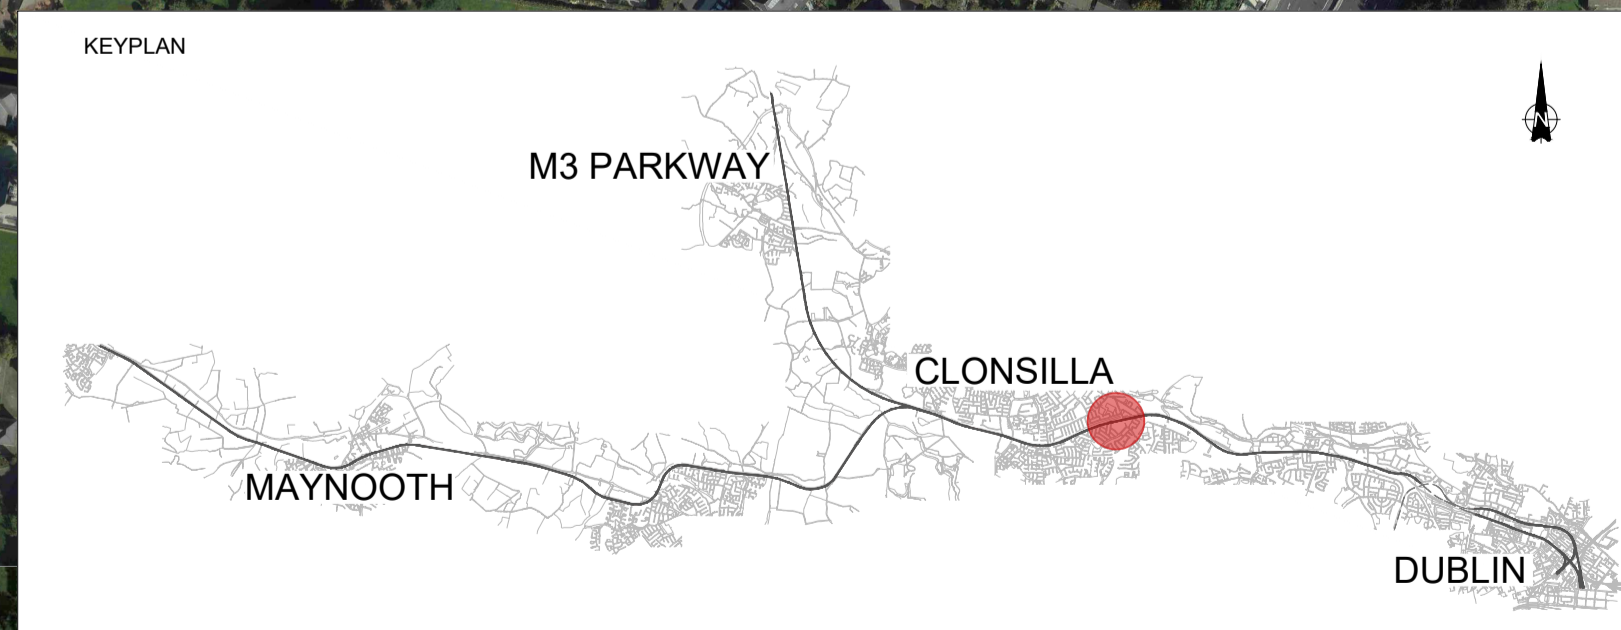 KEYPLAN
N
M3 PARKWAY
CLONSILLA
MAYNOOTH
DUBLIN